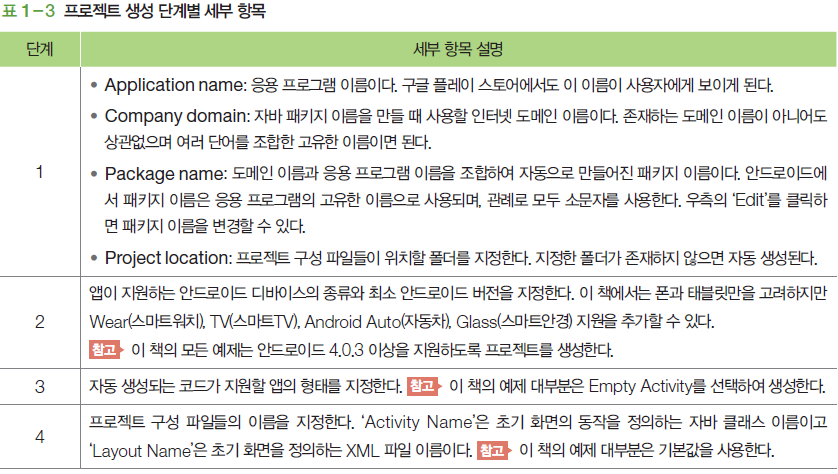 표 1-3 프로젝트 생성 단계별 세부 항목
단계 세부 항목 설명
1
• Application name: 응용 프로그램 이름이다. 구글 플레이 스토어에서도 이 이름이 사용자에게 보이게 된다.
• Company domain: 자바 패키지 이름을 만들 때 사용할 인터넷 도메인 이름이다. 존재하는 도메인 이름이 아니어도
상관없으며 여러 단어를 조합한 고유한 이름이면 된다.
• Package name: 도메인 이름과 응용 프로그램 이름을 조합하여 자동으로 만들어진 패키지 이름이다. 안드로이드에
서 패키지 이름은 응용 프로그램의 고유한 이름으로 사용되며, 관례로 모두 소문자를 사용한다. 우측의 ‘Edit’를 클릭하
면 패키지 이름을 변경할 수 있다.
• Project location: 프로젝트 구성 파일들이 위치할 폴더를 지정한다. 지정한 폴더가 존재하지 않으면 자동 생성된다.
2
앱이 지원하는 안드로이드 디바이스의 종류와 최소 안드로이드 버전을 지정한다. 이 책에서는 폰과 태블릿만을 고려하지만
Wear(스마트워치), TV(스마트TV), Android Auto(자동차), Glass(스마트안경) 지원을 추가할 수 있다.
참고 이 책의 모든 예제는 안드로이드 4.0.3 이상을 지원하도록 프로젝트를 생성한다.
3 자동 생성되는 코드가 지원할 앱의 형태를 지정한다. 참고 이 책의 예제 대부분은 Empty Activity를 선택하여 생성한다.
4
프로젝트 구성 파일들의 이름을 지정한다. ‘Activity Name’은 초기 화면의 동작을 정의하는 자바 클래스 이름이고
‘Layout Name’은 초기 화면을 정의하는 XML 파일 이름이다. 참고 이 책의 예제 대부분은 기본값을 사용한다.